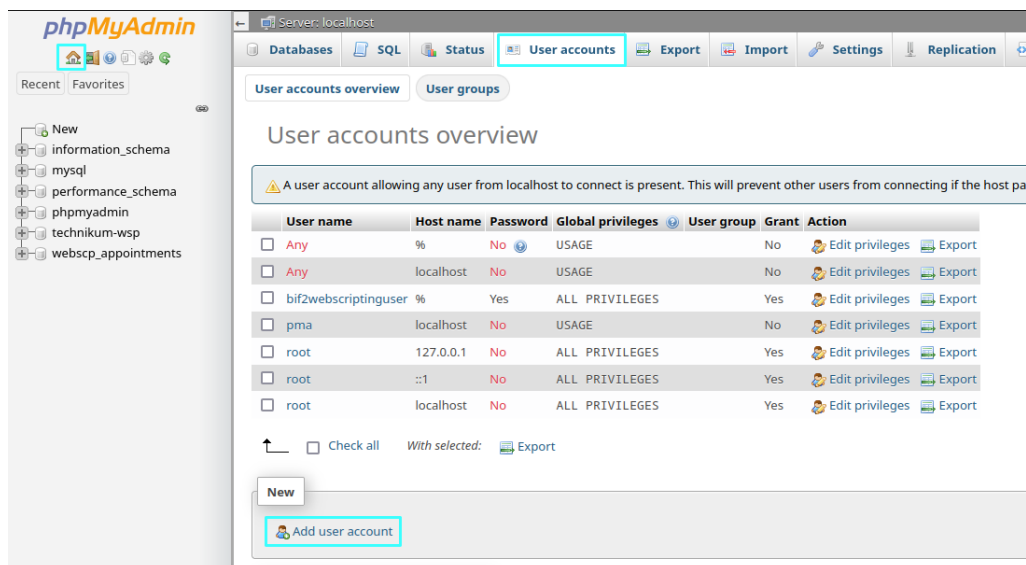 phpMyAdmin
Recent Favorites
New
information_schema
mysql
performance_schema
phpmyadmin
technikum-wsp
webscp_appointments
← Server: localhost
Databases SQL Status User accounts Export Import Settings Replication
User accounts overview User groups
User accounts overview
A user account allowing any user from localhost to connect is present. This will prevent other users from connecting if the host pa
User name Host name Password Global privileges User group Grant Action
Any % No USAGE No Edit privileges Export
Any localhost No USAGE No Edit privileges Export
bif2webscriptinguser % Yes ALL PRIVILEGES Yes Edit privileges Export
pma localhost No USAGE No Edit privileges Export
root 127.0.0.1 No ALL PRIVILEGES Yes Edit privileges Export
root ::1 No ALL PRIVILEGES Yes Edit privileges Export
root localhost No ALL PRIVILEGES Yes Edit privileges Export
Check all With selected: Export
New
Add user account